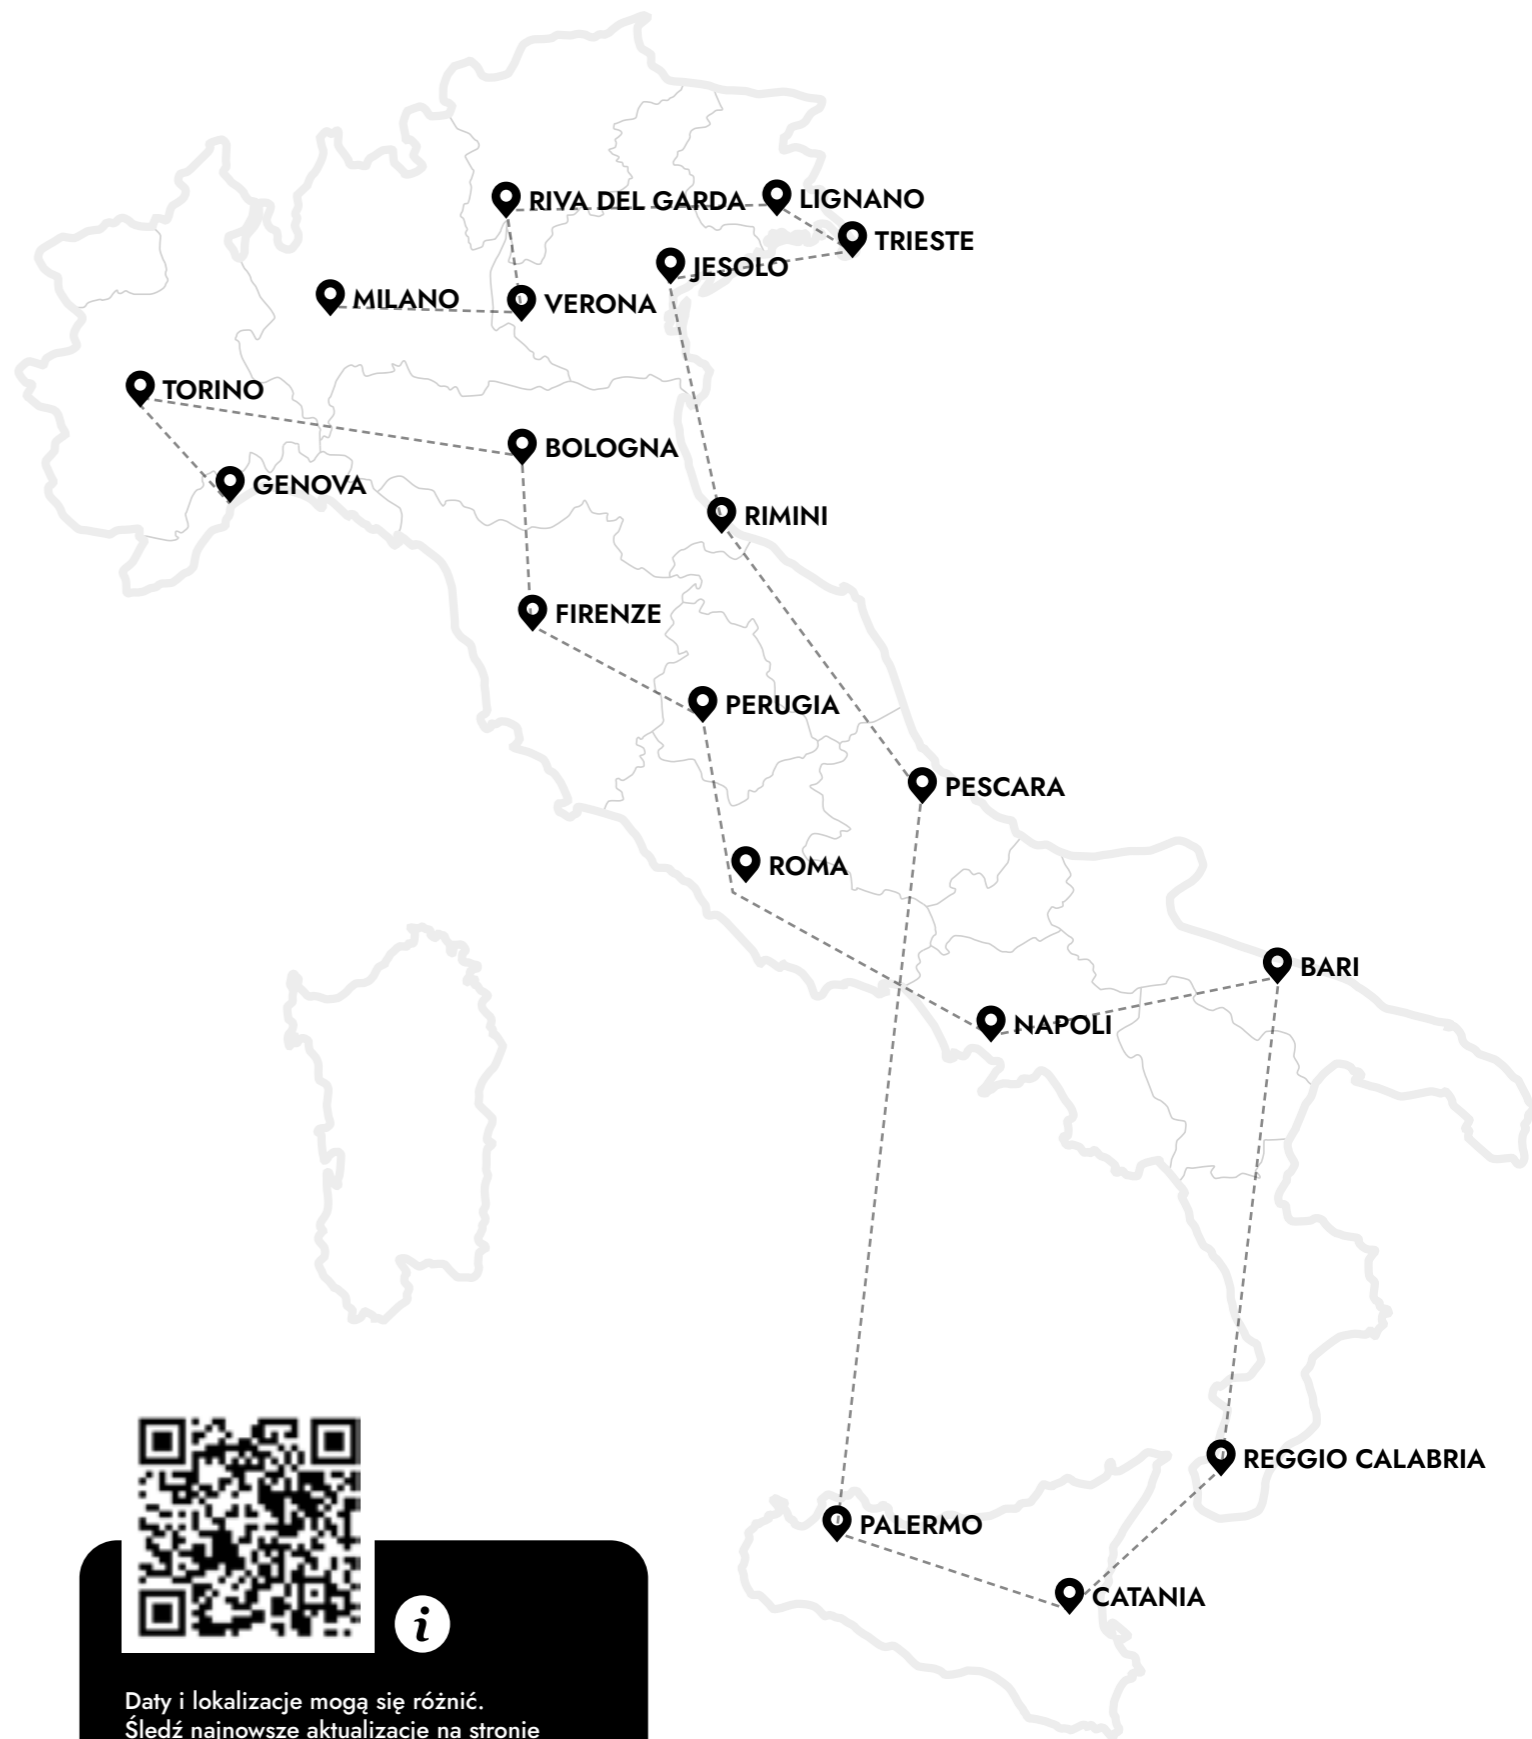 RIVA DEL GARDA
LIGNANO
TRIESTE
JESOLO
MILANO
VERONA
TORINO
BOLOGNA
GENOVA
RIMINI
FIRENZE
PERUGIA
PESCARA
ROMA
BARI
NAPOLI
REGGIO CALABRIA
PALERMO
CATANIA
i
Daty i lokalizacje mogą się różnić.
Śledź najnowsze aktualizacje na stronie